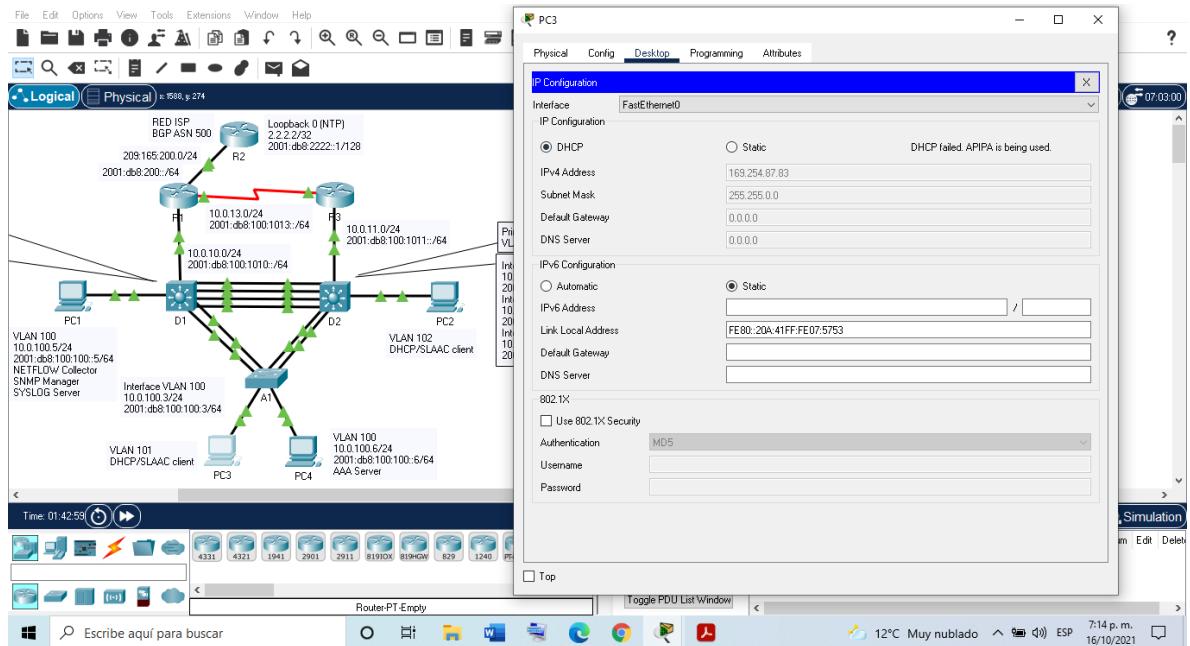 File Edit Options View Tools Extensions Window Help
?
Logical Physical x: 1588, y: 274
07:03:00
RED ISP
BGP ASN 500
Loopback 0 (NTP)
2.2.2.2/32
2001:db8:2222::1/128
R2
209.165.200.0/24
2001:db8:200::/64
R1
R3
10.0.13.0/24
2001:db8:100:1013::/64
10.0.11.0/24
2001:db8:100:1011::/64
10.0.10.0/24
2001:db8:100:1010::/64
PC1
D1
D2
PC2
VLAN 100
10.0.100.5/24
2001:db8:100:100::5/64
NETFLOW Collector
SNMP Manager
SYSLOG Server
VLAN 102
DHCP/SLAAC client
Interface VLAN 100
10.0.100.3/24
2001:db8:100:100:3/64
A1
VLAN 101
DHCP/SLAAC client
PC3
VLAN 100
10.0.100.6/24
2001:db8:100:100::6/64
AAA Server
PC4
Time: 01:42:59
Simulation
4331 4321 1941 2901 2911 819IOX 819HGW 829 1240
Router-PT-Empty
Toggle PDU List Window
Edit
PC3
Physical Config Desktop Programming Attributes
IP Configuration X
Interface FastEthernet0
IP Configuration
DHCP Static DHCP failed. APIPA is being used.
IPv4 Address 169.254.87.83
Subnet Mask 255.255.0.0
Default Gateway 0.0.0.0
DNS Server 0.0.0.0
IPv6 Configuration
Automatic Static
IPv6 Address /
Link Local Address FE80::20A:41FF:FE07:5753
Default Gateway
DNS Server
802.1X
Use 802.1X Security
Authentication MD5
Username
Password
Top
Escribe aquí para buscar
12°C Muy nublado ESP 7:14 p. m.
16/10/2021